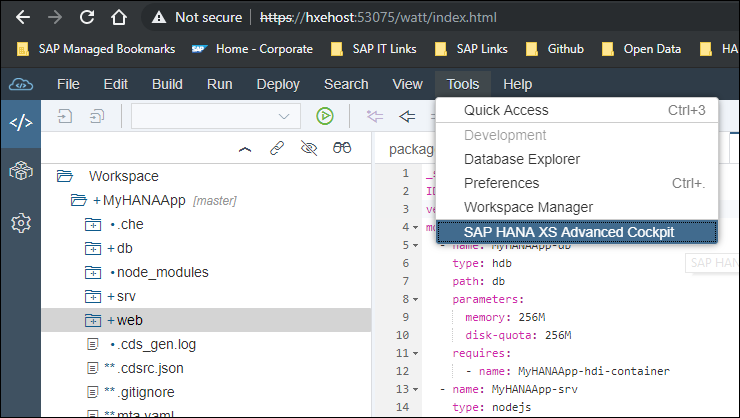 Not secure https://hxehost:53075/watt/index.html
SAP Managed Bookmarks SAP Home - Corporate SAP IT Links SAP Links Github Open Data HA
File Edit Build Run Deploy Search View Tools Help
Quick Access Ctrl+3
Development
Database Explorer
Preferences Ctrl+.
Workspace Manager
SAP HANA XS Advanced Cockpit
SAP HAN
Workspace
+ MyHANAApp [master]
• .che
+ db
• node_modules
+ srv
+ web
• .cds_gen.log
** .cdsrc.json
** .gitignore
** mta.yaml
packag
1 _s
2 ID
3 ve
4 mo
5 - name: MyHANAApp-db
6 type: hdb
7 path: db
8 parameters:
9 memory: 256M
10 disk-quota: 256M
11 requires:
12 - name: MyHANAApp-hdi-container
13 - name: MyHANAApp-srv
14 type: nodejs